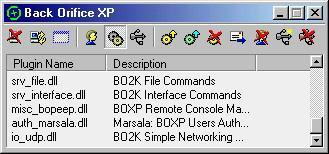 Back Orifice XP
Plugin Name Description
srv_file.dll BO2K File Commands
srv_interface.dll BO2K Interface Commands
misc_bopeep.dll BOXP Remote Console Ma...
auth_marsala.dll Marsala: BOXP Users Auth...
io_udp.dll BO2K Simple Networking ...